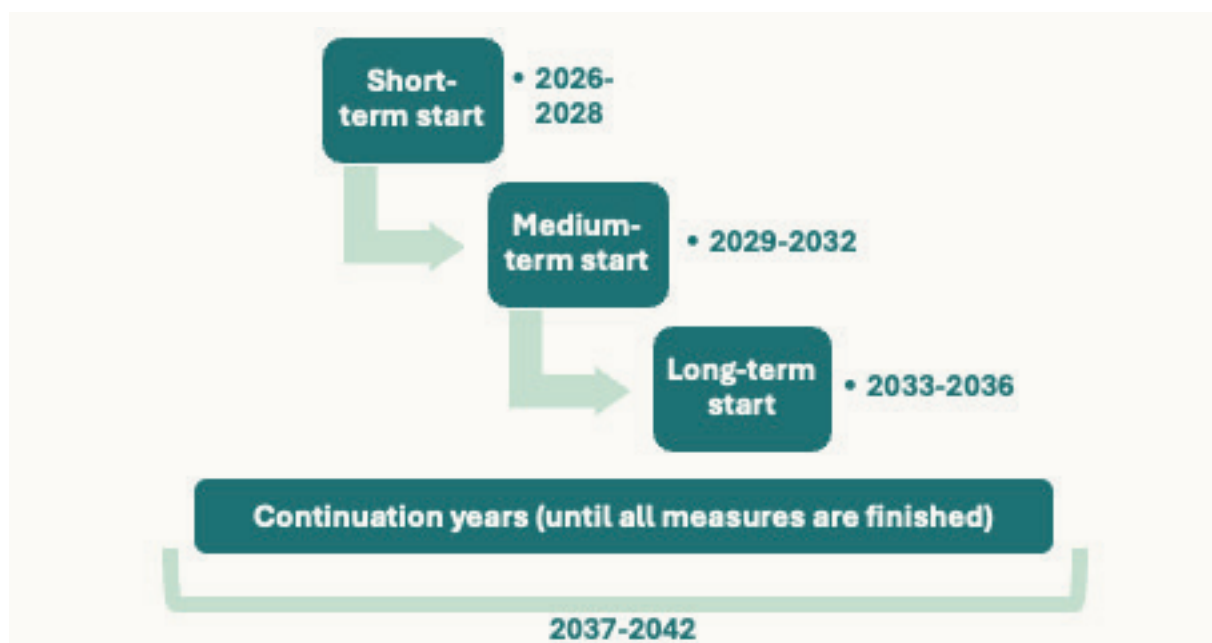 Short-
term start
• 2026-
2028
Medium-
term start
• 2029-2032
Long-term
start
• 2033-2036
Continuation years (until all measures are finished)
2037-2042